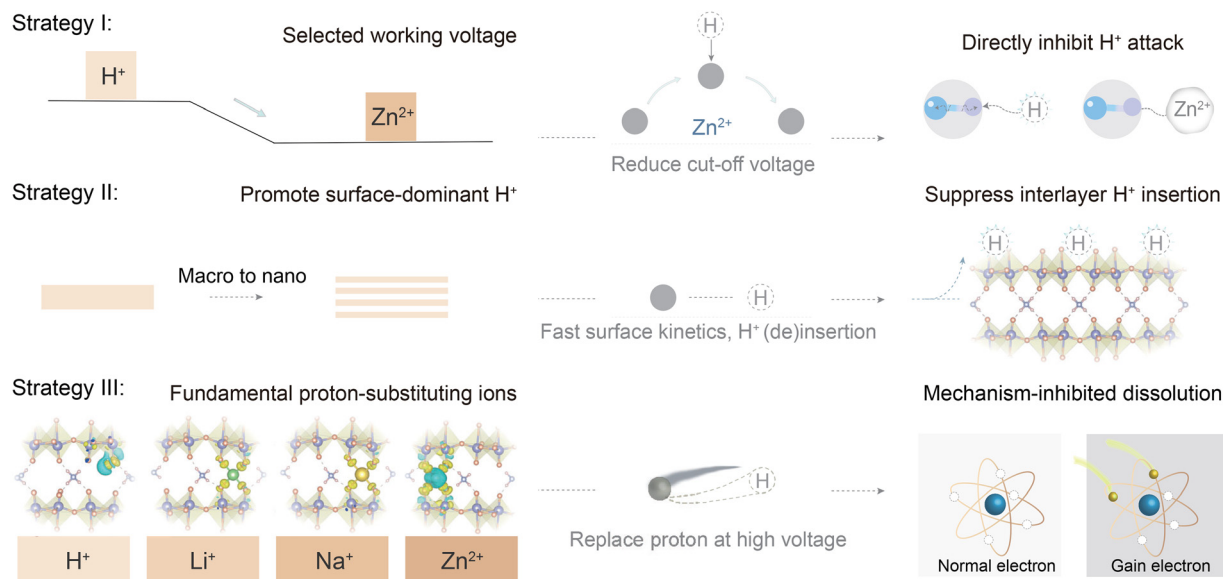 Strategy I:
Selected working voltage
H⁺
Zn²⁺
H
Zn²⁺
Reduce cut-off voltage
Directly inhibit H⁺ attack
H
Zn²⁺
Strategy II:
Promote surface-dominant H⁺
Macro to nano
H
Fast surface kinetics, H⁺ (de)insertion
Suppress interlayer H⁺ insertion
H
H
H
Strategy III:
Fundamental proton-substituting ions
H⁺
Li⁺
Na⁺
Zn²⁺
H
Replace proton at high voltage
Mechanism-inhibited dissolution
Normal electron
Gain electron